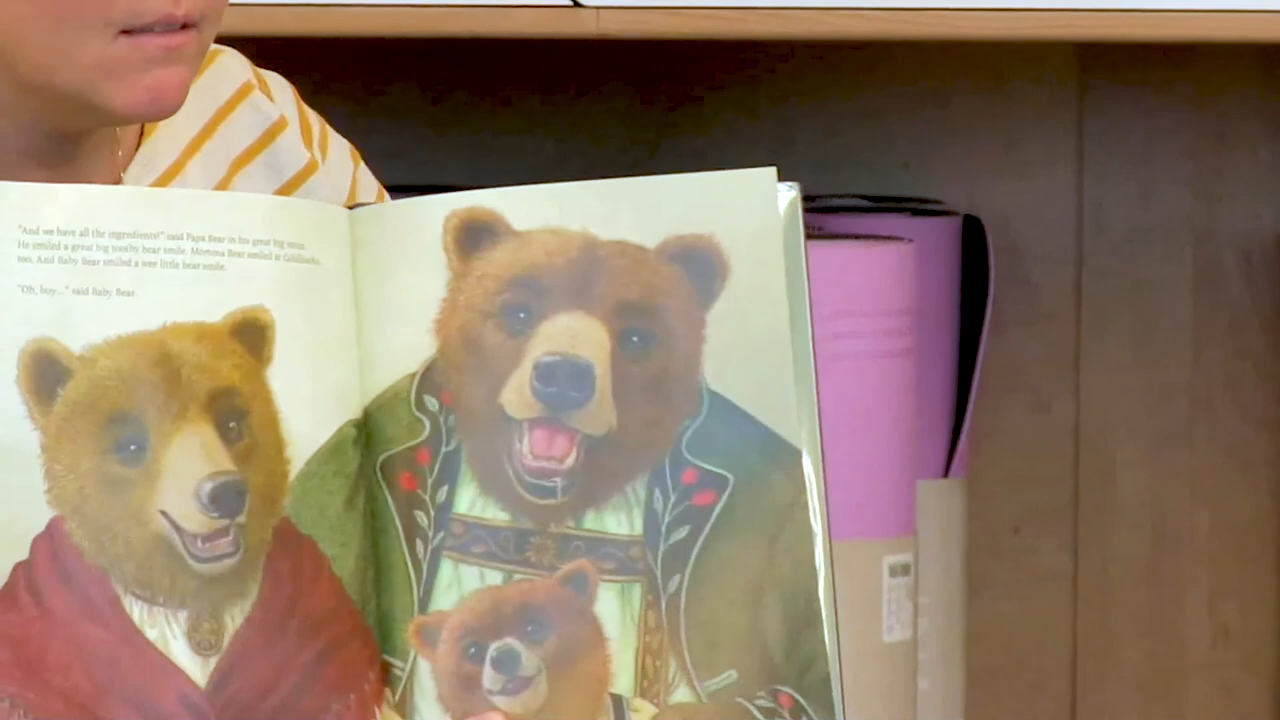 "And we have all the ingredients!" said Papa Bear in his great big voice.
He smiled a great big toothy bear smile. Momma Bear smiled at Goldilocks,
too. And Baby Bear smiled a wee little bear smile.
"Oh, boy..." said Baby Bear.